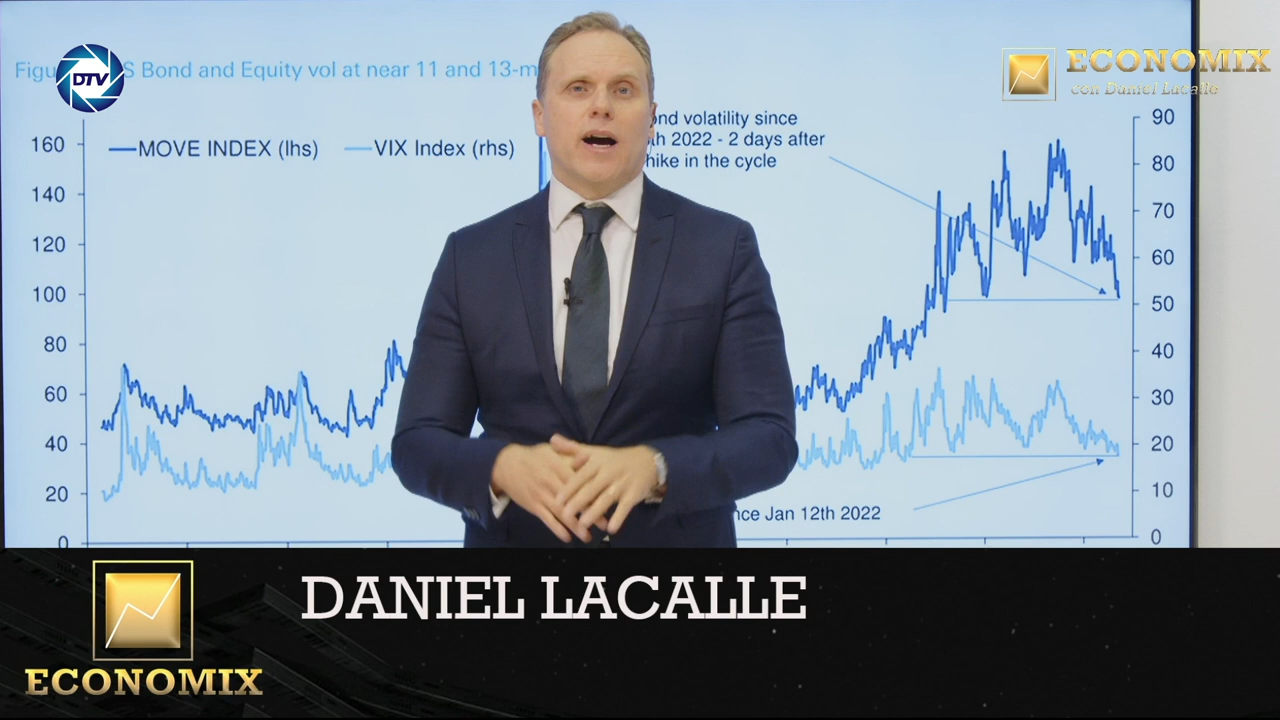 DTV
S Bond and Equity vol at near 11 and 13-m
ECONOMIX
con Daniel Lacalle
volatility since
2022 - 2 days after
hike in the cycle
MOVE INDEX (lhs)
VIX Index (rhs)
160
140
120
100
80
60
40
20
0
90
80
70
60
50
40
30
20
10
0
Jan 12th 2022
DANIEL LACALLE
ECONOMIX